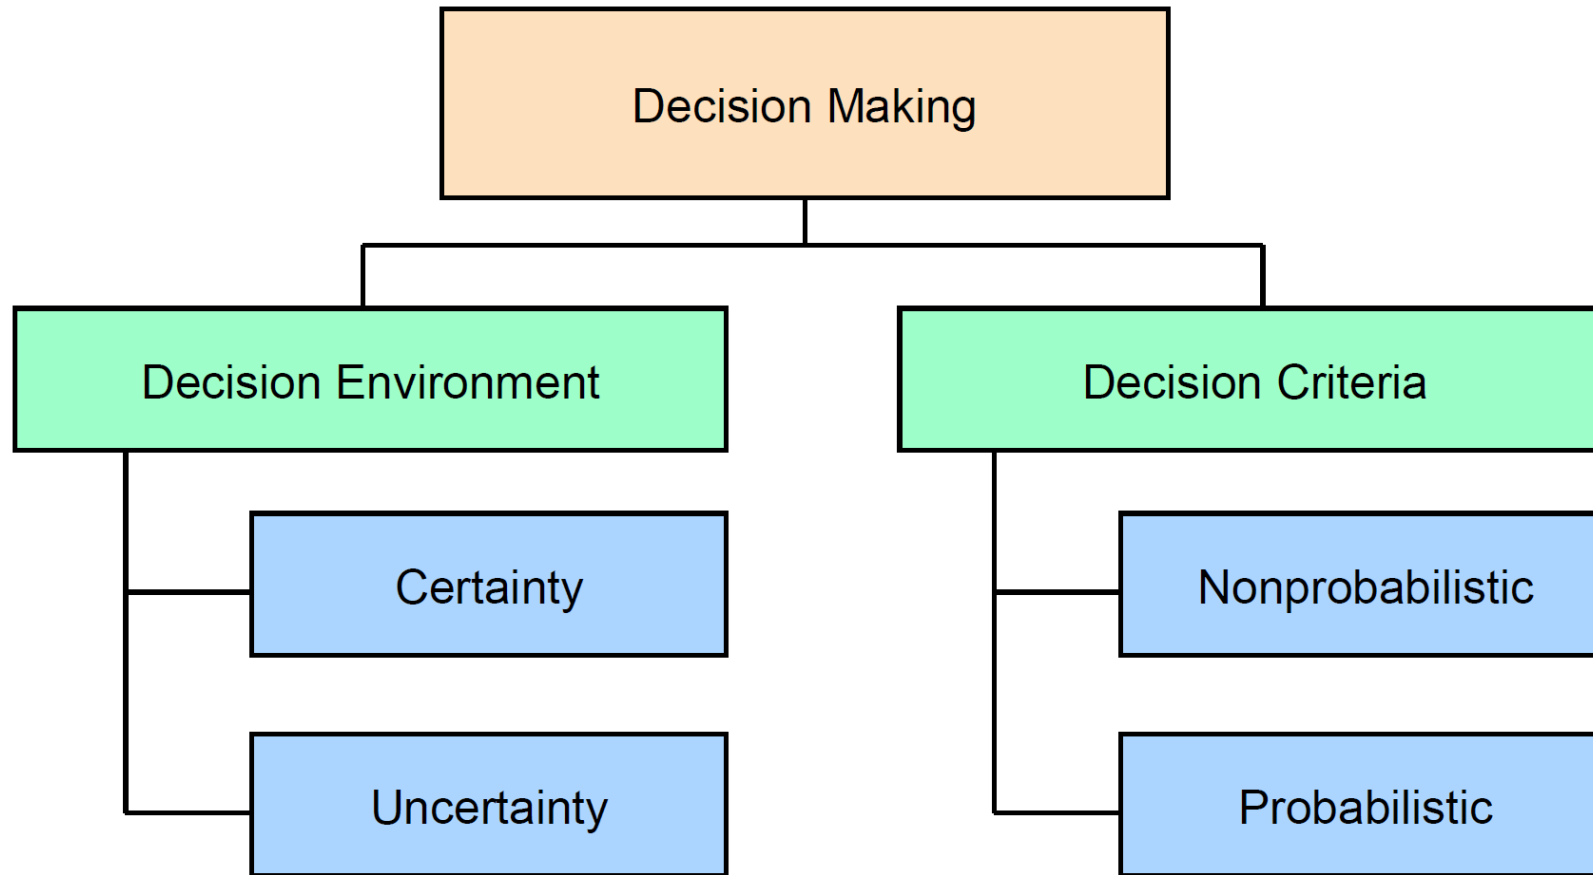 Decision Making
Decision Environment
Decision Criteria
Certainty
Nonprobabilistic
Uncertainty
Probabilistic